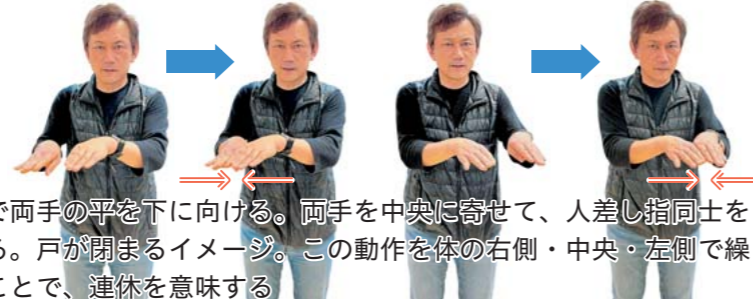 で両手の平を下に向ける。両手を中央に寄せて、人差し指同士を
る。戸が閉まるイメージ。この動作を体の右側・中央・左側で繰
ことで、連休を意味する